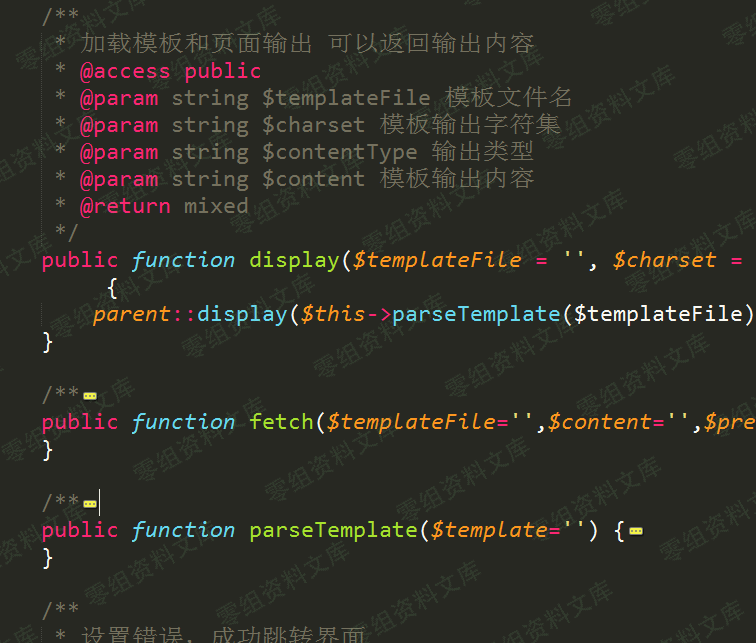 /**
* 加载模板和页面输出 可以返回输出内容
* @access public
* @param string $templateFile 模板文件名
* @param string $charset 模板输出字符集
* @param string $contentType 输出类型
* @param string $content 模板输出内容
* @return mixed
*/
public function display($templateFile = '', $charset =
{
parent::display($this->parseTemplate($templateFile)
}
/**
public function fetch($templateFile='',$content='',$pre
}
/**
public function parseTemplate($template='') {
}
/**
* 设置错误，成功跳转界面
零组资料文库